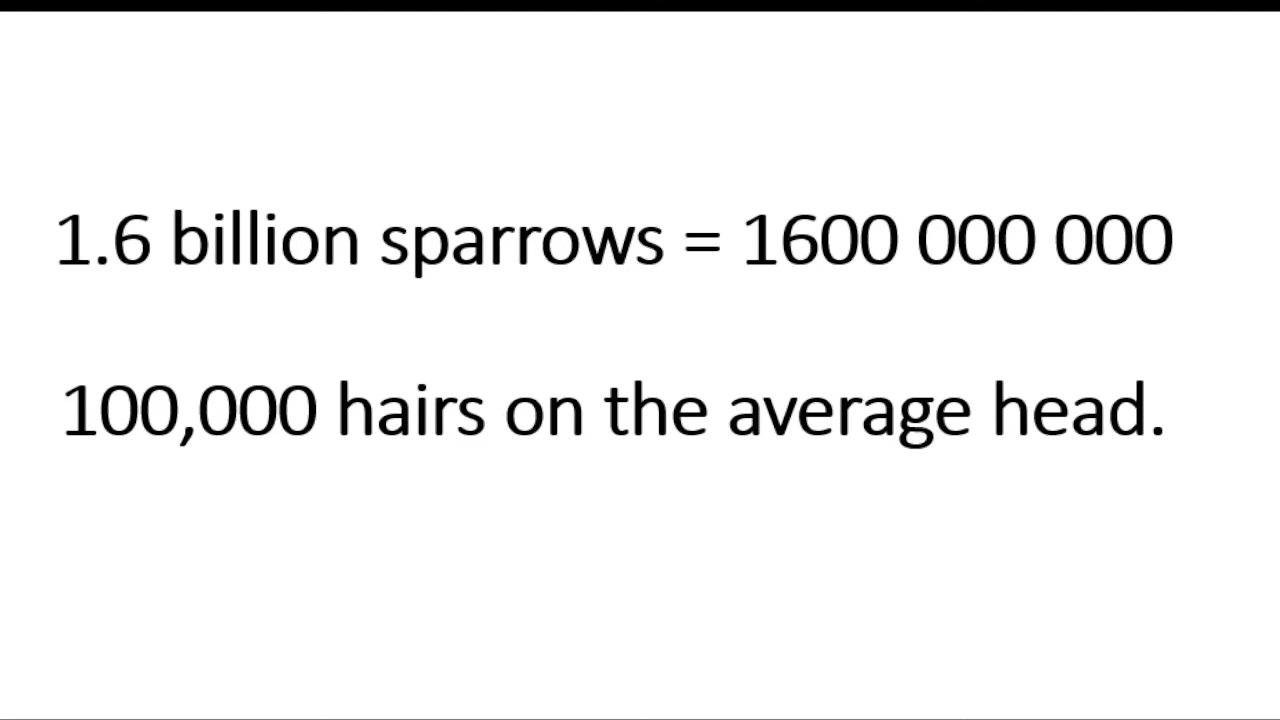 1.6 billion sparrows = 1600 000 000
100,000 hairs on the average head.